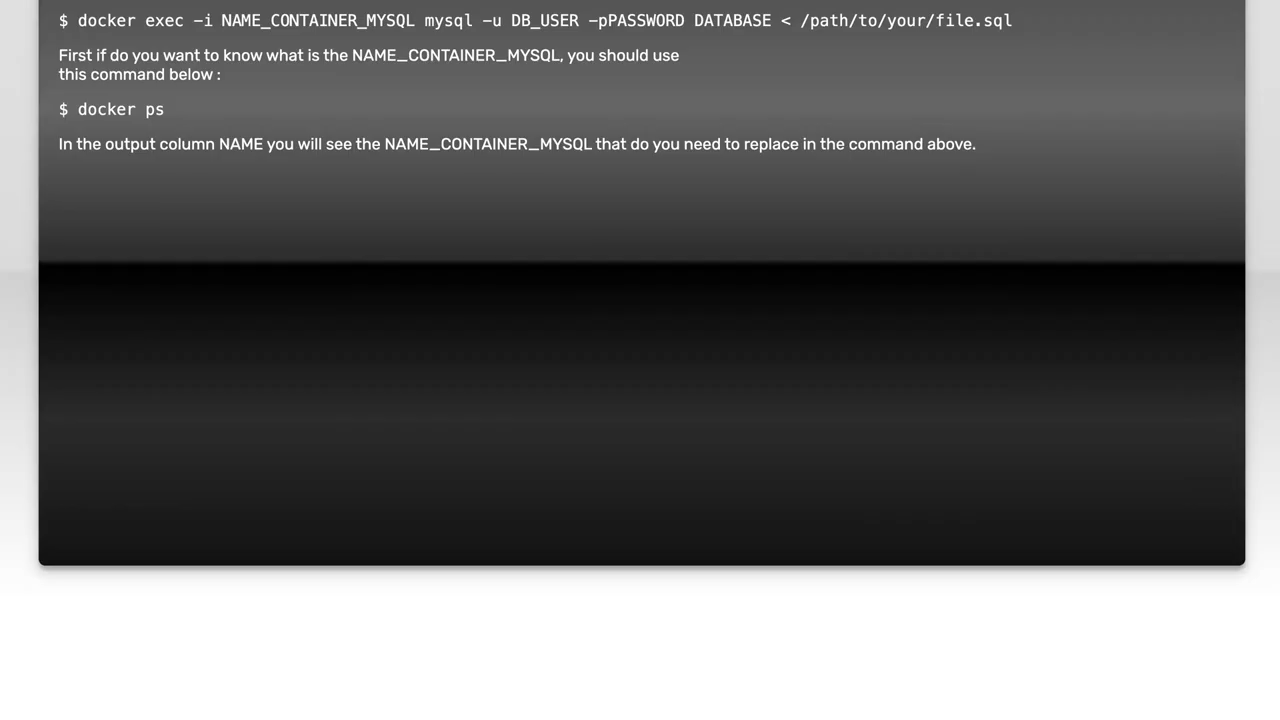 $ docker exec -i NAME_CONTAINER_MYSQL mysql -u DB_USER -pPASSWORD DATABASE < /path/to/your/file.sql
First if do you want to know what is the NAME_CONTAINER_MYSQL, you should use
this command below :
$ docker ps
In the output column NAME you will see the NAME_CONTAINER_MYSQL that do you need to replace in the command above.